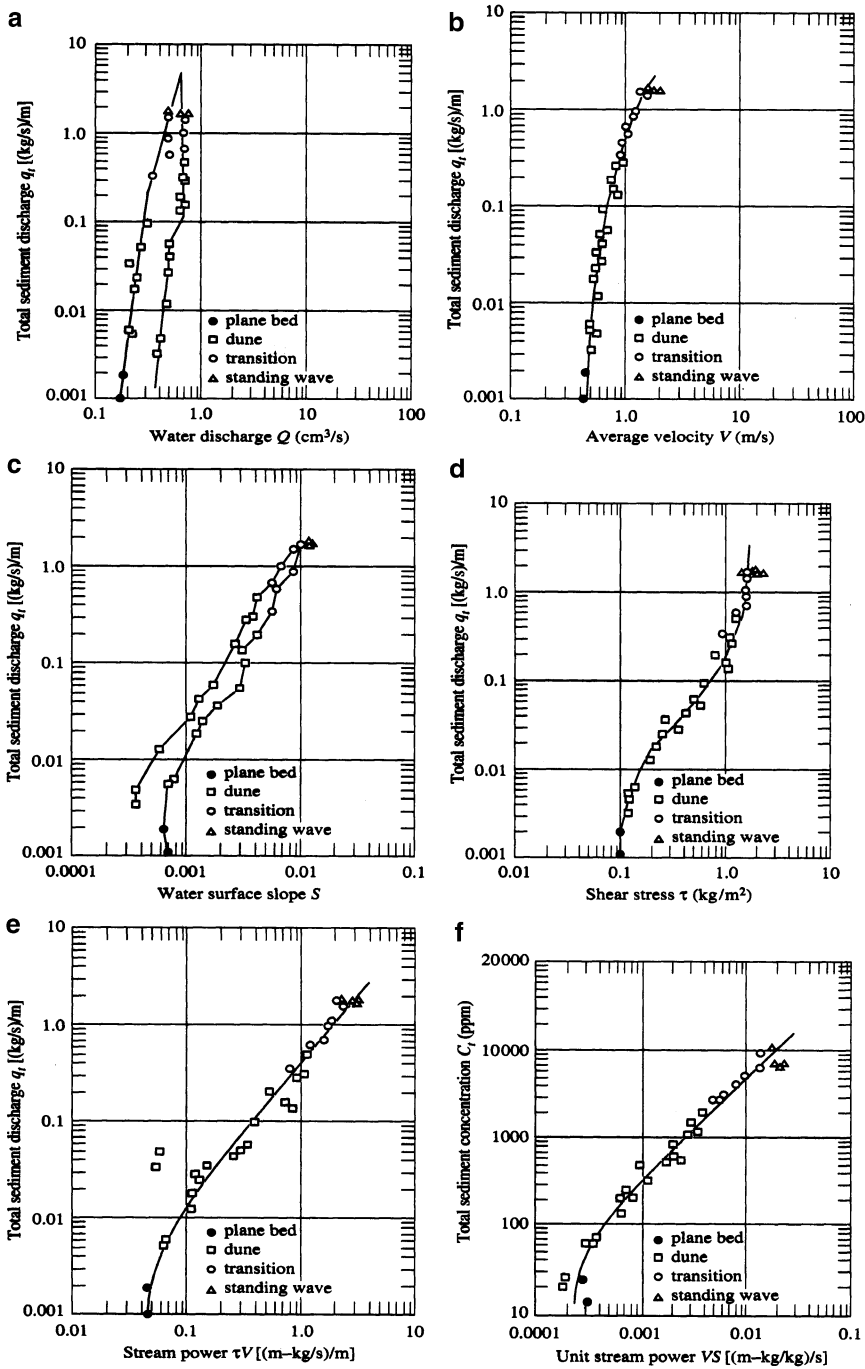 a
Total sediment discharge q_t [(kg/s)/m]
10
1.0
0.1
0.01
0.001
plane bed
dune
transition
standing wave
0.1
1.0
10
100
Water discharge Q (cm³/s)
b
Total sediment discharge q_t [(kg/s)/m]
10
1.0
0.1
0.01
0.001
plane bed
dune
transition
standing wave
0.1
1.0
10
100
Average velocity V (m/s)
c
Total sediment discharge q_t [(kg/s)/m]
10
1.0
0.1
0.01
0.001
plane bed
dune
transition
standing wave
0.0001
0.001
0.01
0.1
Water surface slope S
d
Total sediment discharge q_t [(kg/s)/m]
10
1.0
0.1
0.01
0.001
plane bed
dune
transition
standing wave
0.01
0.1
1.0
10
Shear stress τ (kg/m²)
e
Total sediment discharge q_t [(kg/s)/m]
10
1.0
0.1
0.01
0.001
plane bed
dune
transition
standing wave
0.01
0.1
1.0
10
Stream power τV [(m–kg/s)/m]
f
Total sediment concentration C_t (ppm)
20000
10000
1000
100
10
plane bed
dune
transition
standing wave
0.0001
0.001
0.01
0.1
Unit stream power VS [(m–kg/kg)/s]